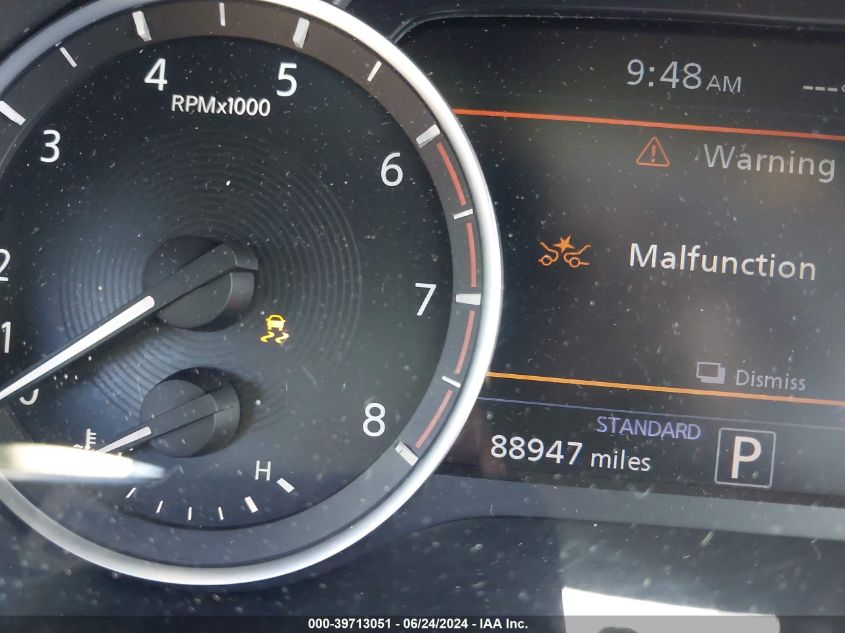 9:48 AM
---°
4
5
RPMx1000
3
6
Warning
2
Malfunction
7
1
0
Dismiss
8
STANDARD
88947 miles
P
H
000-39713051 - 06/24/2024 - IAA Inc.